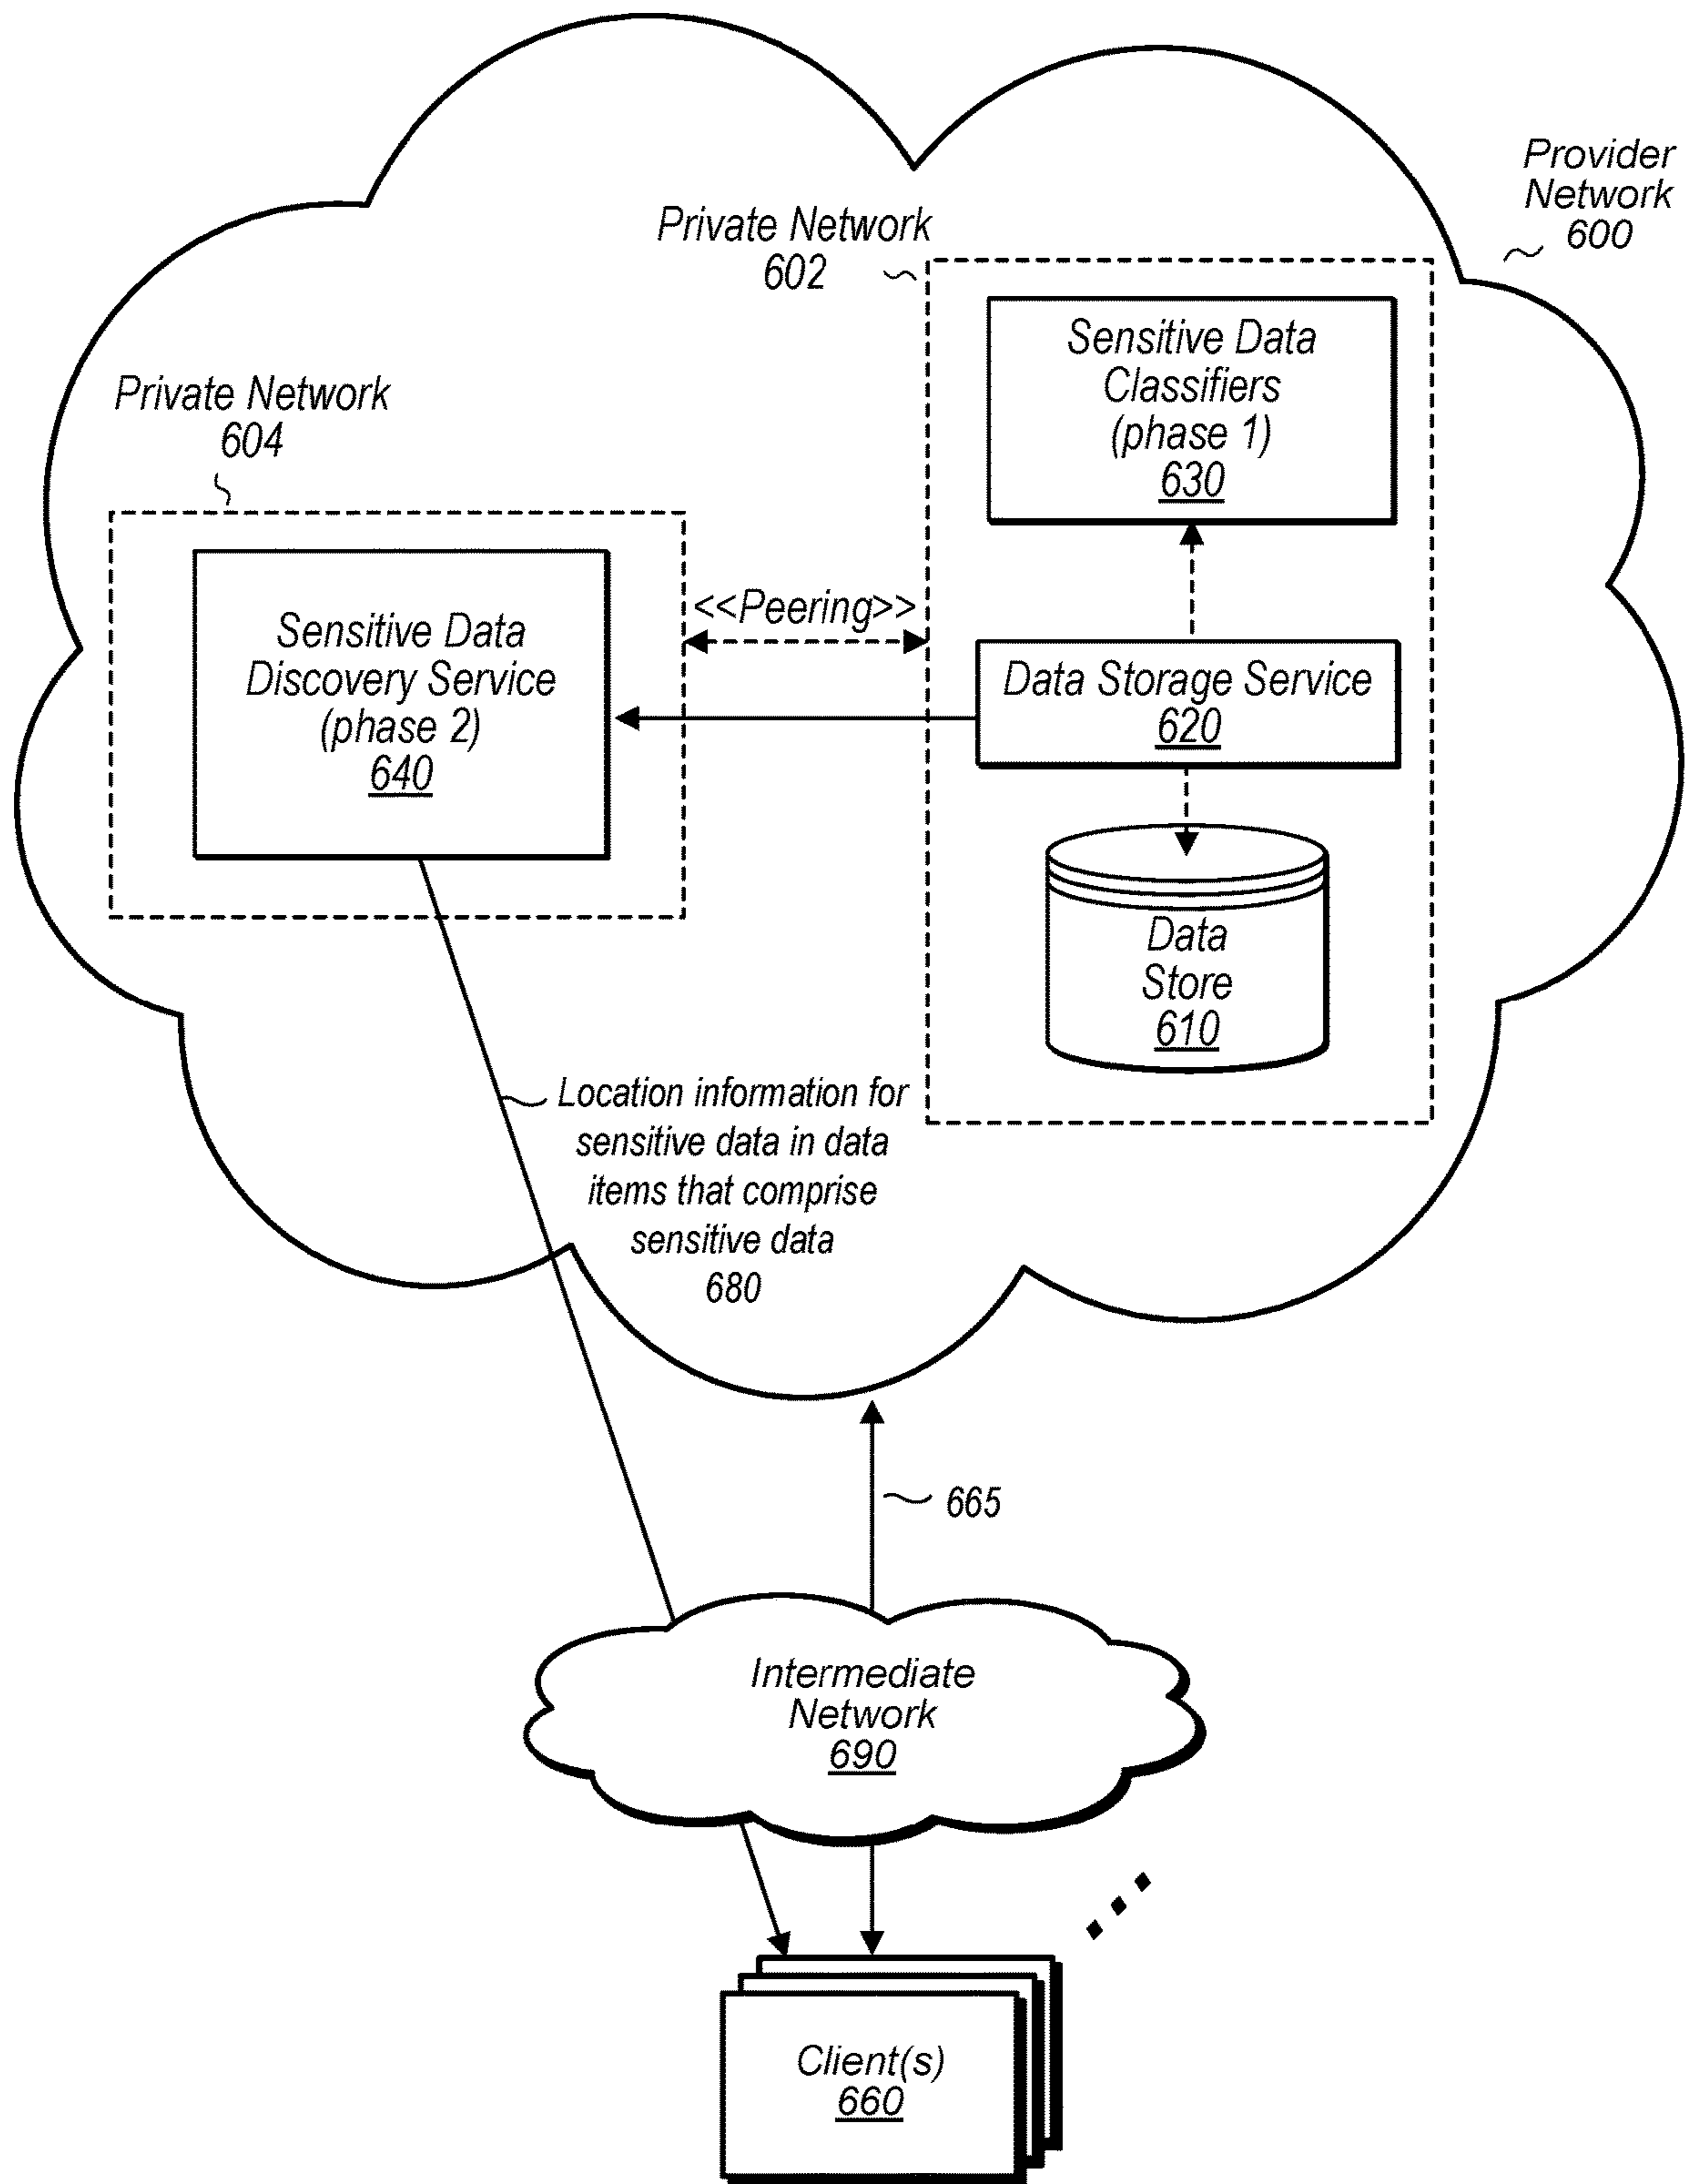 Provider
Network
600
Private Network
602
Sensitive Data
Classifiers
(phase 1)
630
Private Network
604
Sensitive Data
Discovery Service
(phase 2)
640
<<Peering>>
Data Storage Service
620
Data
Store
610
Location information for
sensitive data in data
items that comprise
sensitive data
680
665
Intermediate
Network
690
Client(s)
660